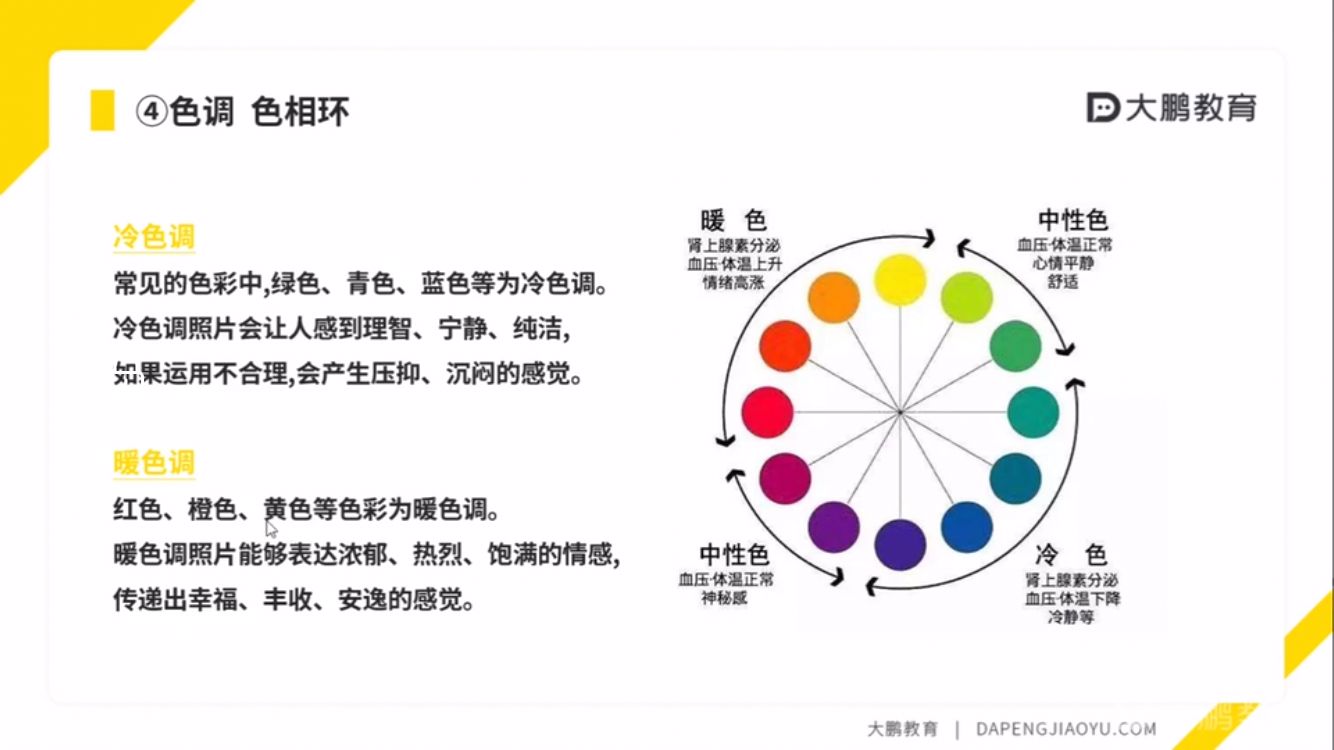 ④色调 色相环
大鹏教育
冷色调
常见的色彩中,绿色、青色、蓝色等为冷色调。
冷色调照片会让人感到理智、宁静、纯洁,
如果运用不合理,会产生压抑、沉闷的感觉。
暖色调
红色、橙色、黄色等色彩为暖色调。
暖色调照片能够表达浓郁、热烈、饱满的情感,
传递出幸福、丰收、安逸的感觉。
暖 色
肾上腺素分泌
血压·体温上升
情绪高涨
中性色
血压·体温正常
心情平静
舒适
中性色
血压·体温正常
神秘感
冷 色
肾上腺素分泌
血压·体温下降
冷静等
大鹏教育 | DAPENGJIAOYU.COM